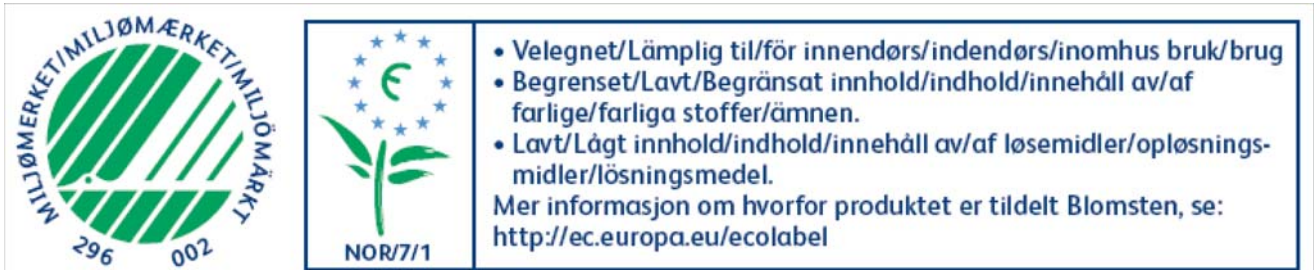 MILJØMERKET/MILJØMÆRKET/MILJÖMÄRKT
296 002
NOR/7/1
• Velegnet/Lämplig til/för innendørs/indendørs/inomhus bruk/brug
• Begrenset/Lavt/Begränsat innhold/indhold/innehåll av/af
farlige/farliga stoffer/ämnen.
• Lavt/Lågt innhold/indhold/innehåll av/af løsemidler/opløsnings-
midler/lösningsmedel.
Mer informasjon om hvorfor produktet er tildelt Blomsten, se:
http://ec.europa.eu/ecolabel